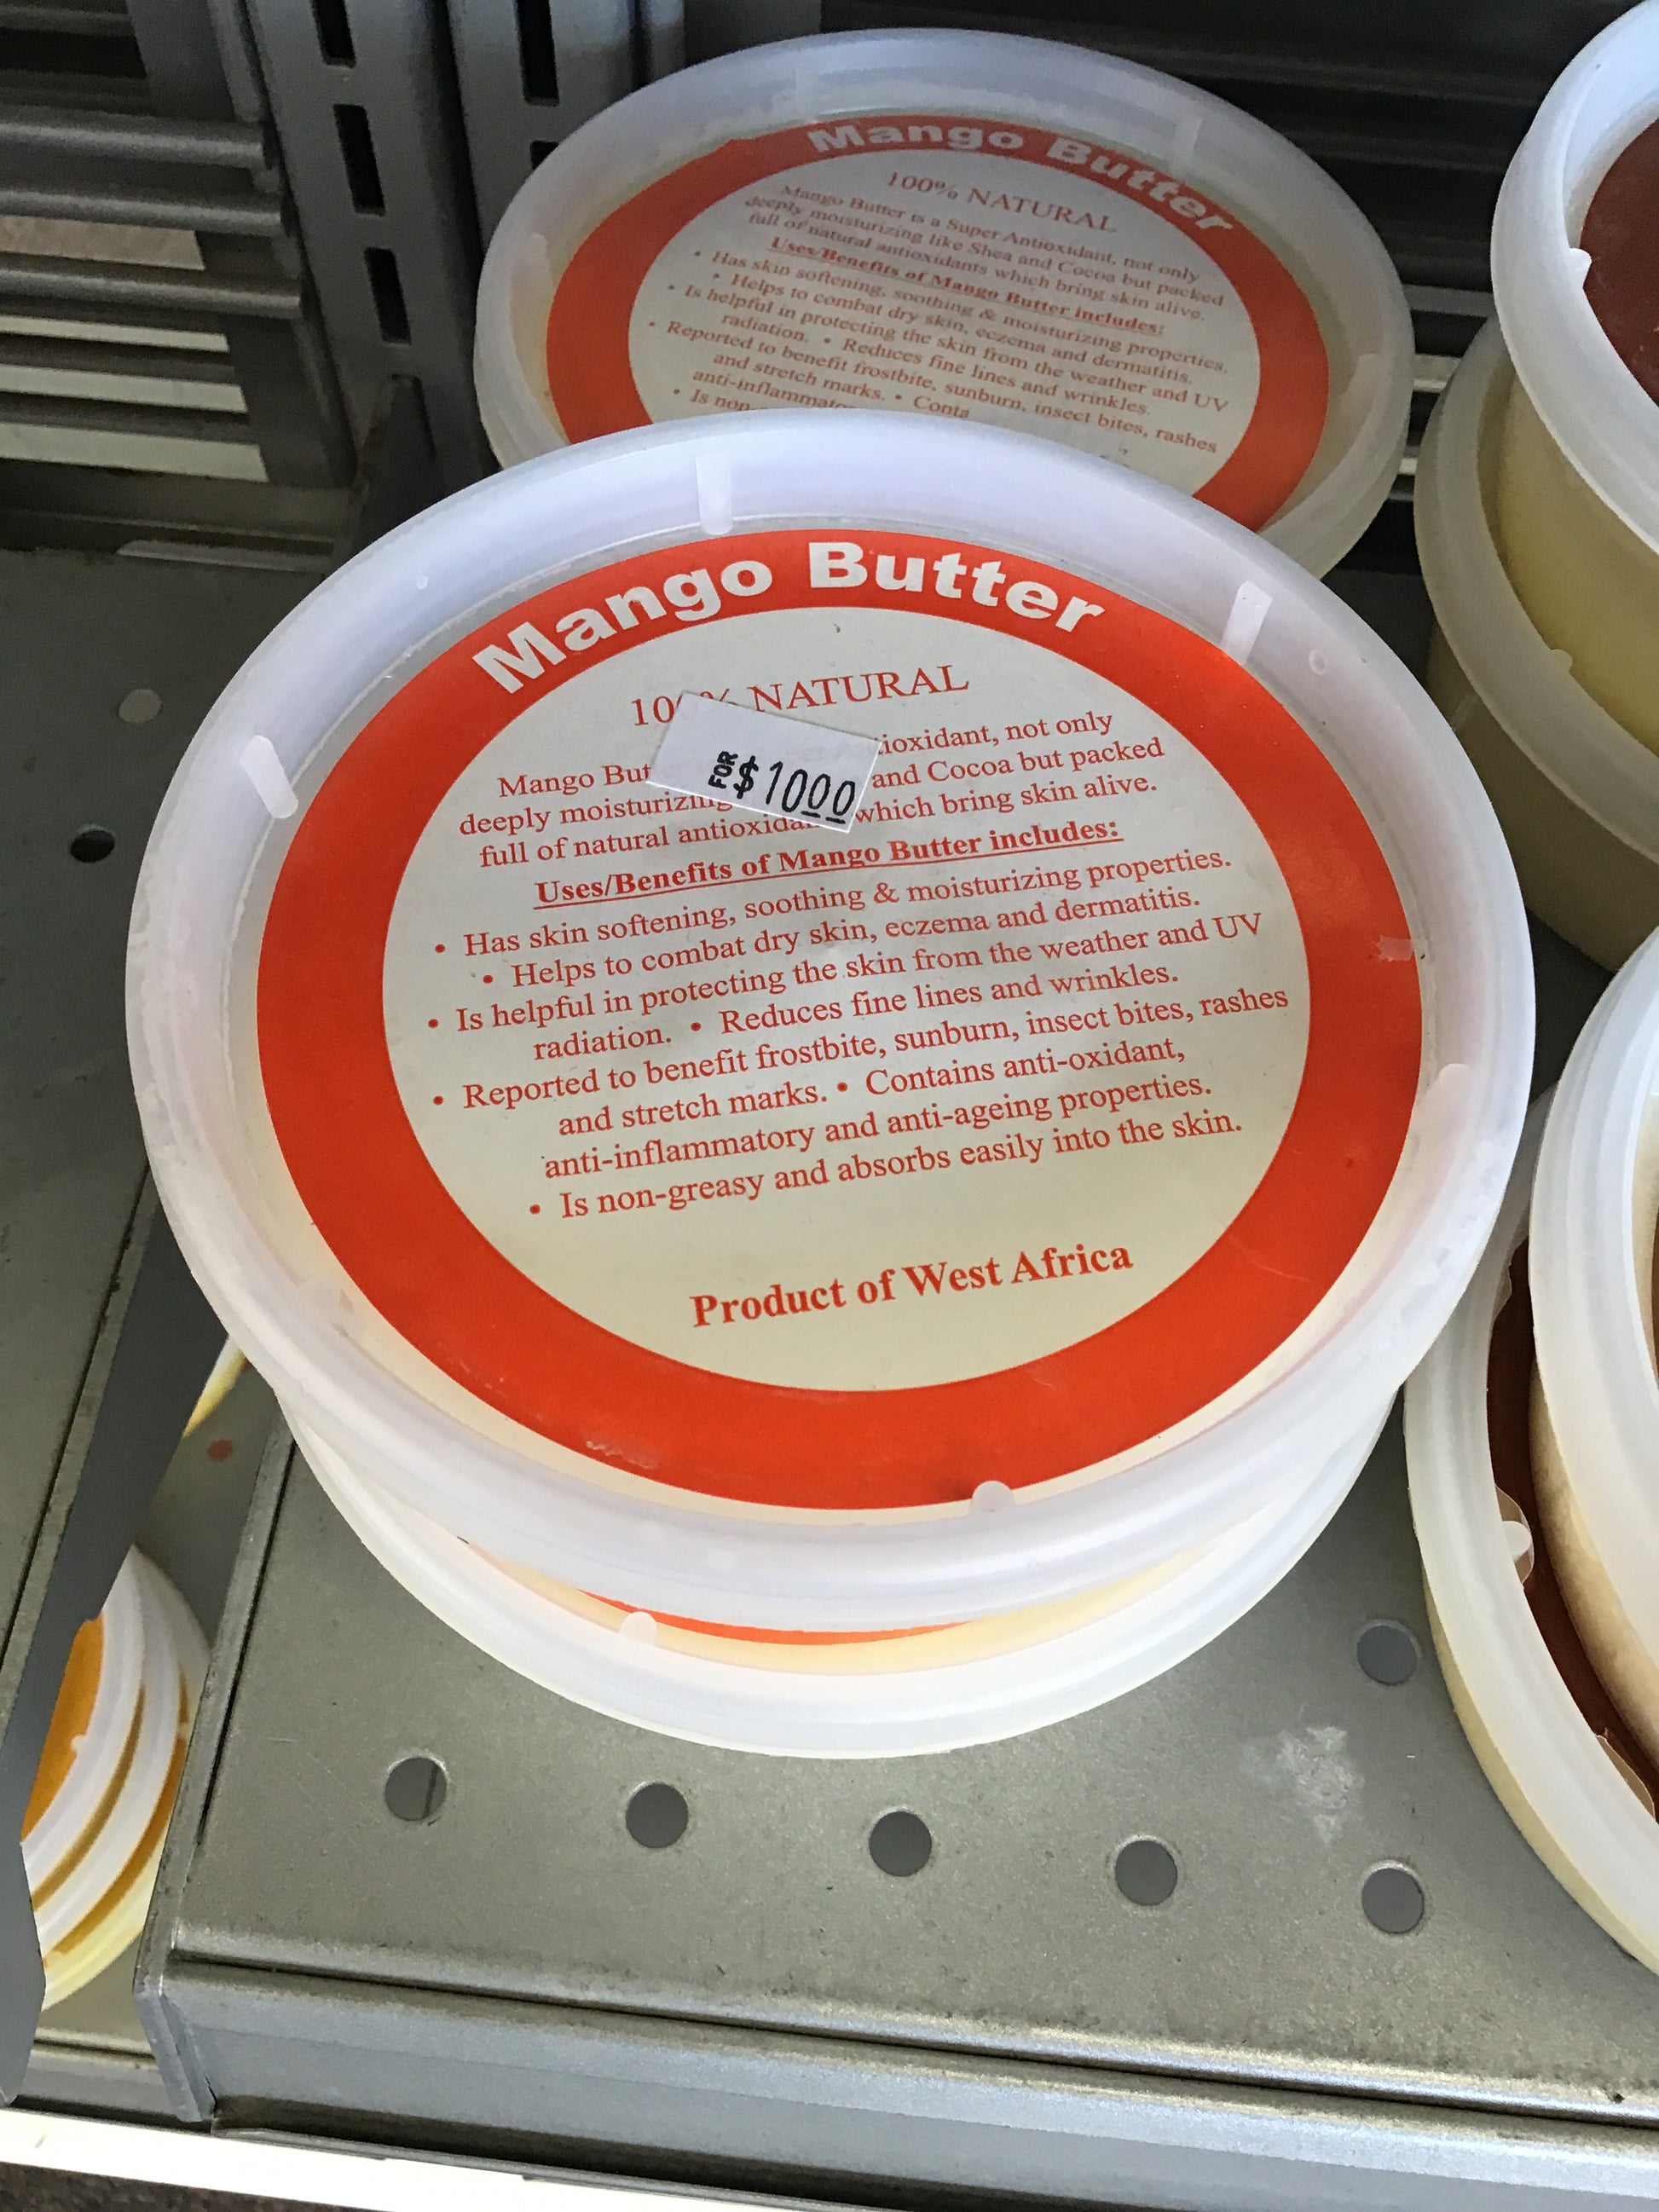 Mango Butter
100% NATURAL
Mango Butter is a Super Antioxidant, not only
deeply moisturizing like Shea and Cocoa but packed
full of natural antioxidants which bring skin alive.
Uses/Benefits of Mango Butter includes:
• Has skin softening, soothing & moisturizing properties.
• Helps to combat dry skin, eczema and dermatitis.
• Is helpful in protecting the skin from the weather and UV
radiation. • Reduces fine lines and wrinkles.
• Reported to benefit frostbite, sunburn, insect bites, rashes
and stretch marks. • Conta
anti-inflammato
• Is non-
Mango Butter
10 % NATURAL
FOR $10.00
Mango But tioxidant, not only
deeply moisturizing and Cocoa but packed
full of natural antioxida which bring skin alive.
Uses/Benefits of Mango Butter includes:
• Has skin softening, soothing & moisturizing properties.
• Helps to combat dry skin, eczema and dermatitis.
• Is helpful in protecting the skin from the weather and UV
radiation. • Reduces fine lines and wrinkles.
• Reported to benefit frostbite, sunburn, insect bites, rashes
and stretch marks. • Contains anti-oxidant,
anti-inflammatory and anti-ageing properties.
• Is non-greasy and absorbs easily into the skin.
Product of West Africa